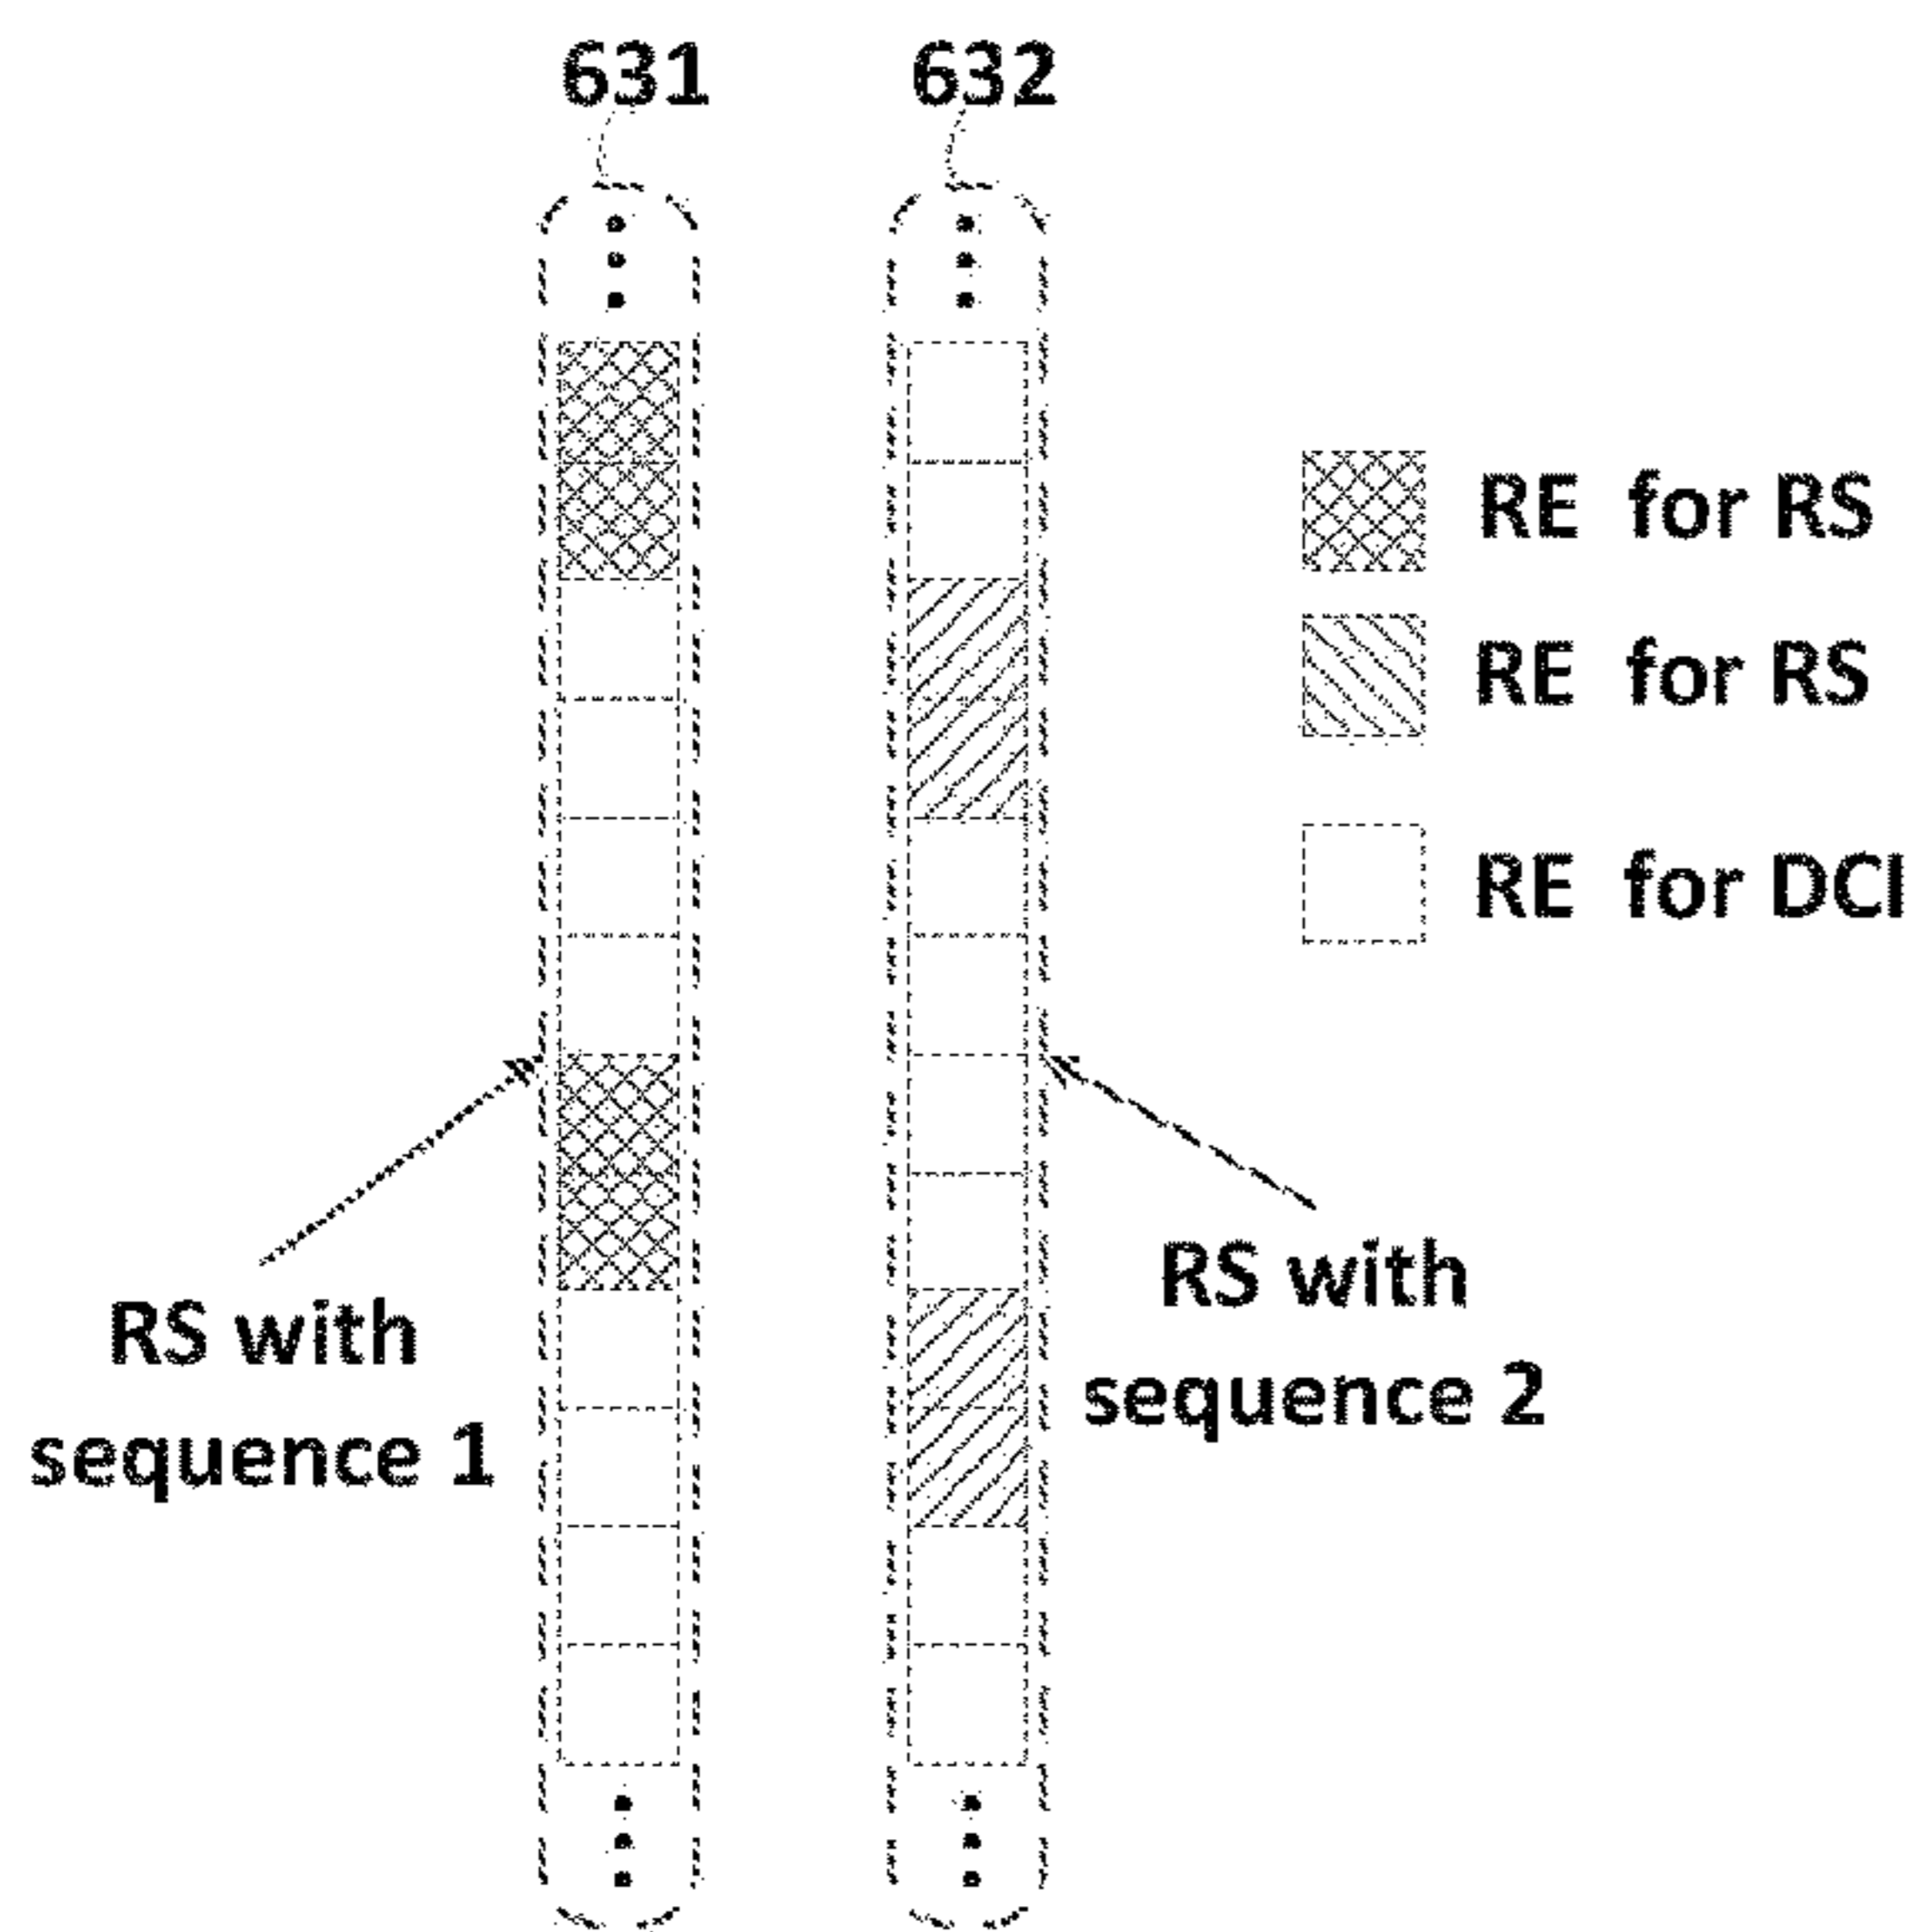 631
632
RE for RS
RE for RS
RE for DCI
RS with
sequence 1
RS with
sequence 2